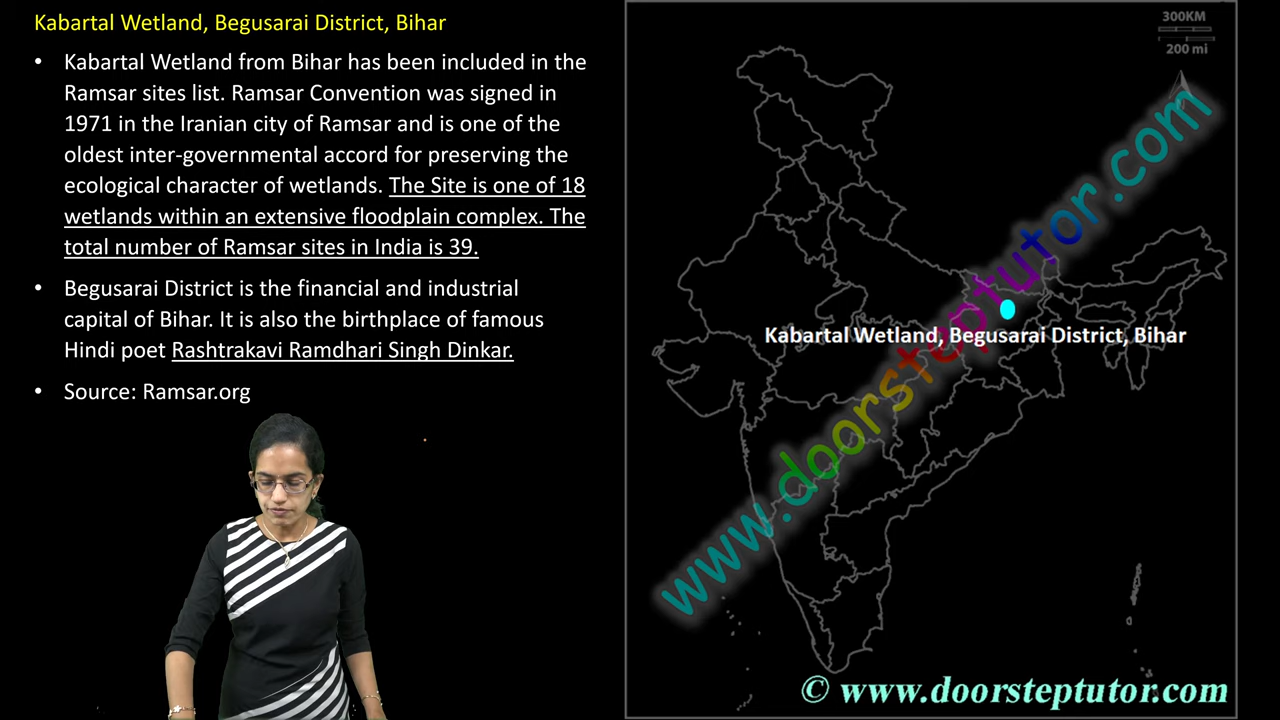 Kabartal Wetland, Begusarai District, Bihar
• Kabartal Wetland from Bihar has been included in the
Ramsar sites list. Ramsar Convention was signed in
1971 in the Iranian city of Ramsar and is one of the
oldest inter-governmental accord for preserving the
ecological character of wetlands. The Site is one of 18
wetlands within an extensive floodplain complex. The
total number of Ramsar sites in India is 39.
• Begusarai District is the financial and industrial
capital of Bihar. It is also the birthplace of famous
Hindi poet Rashtrakavi Ramdhari Singh Dinkar.
• Source: Ramsar.org
300KM
200 mi
www.doorsteptutor.com
Kabartal Wetland, Begusarai District, Bihar
© www.doorsteptutor.com